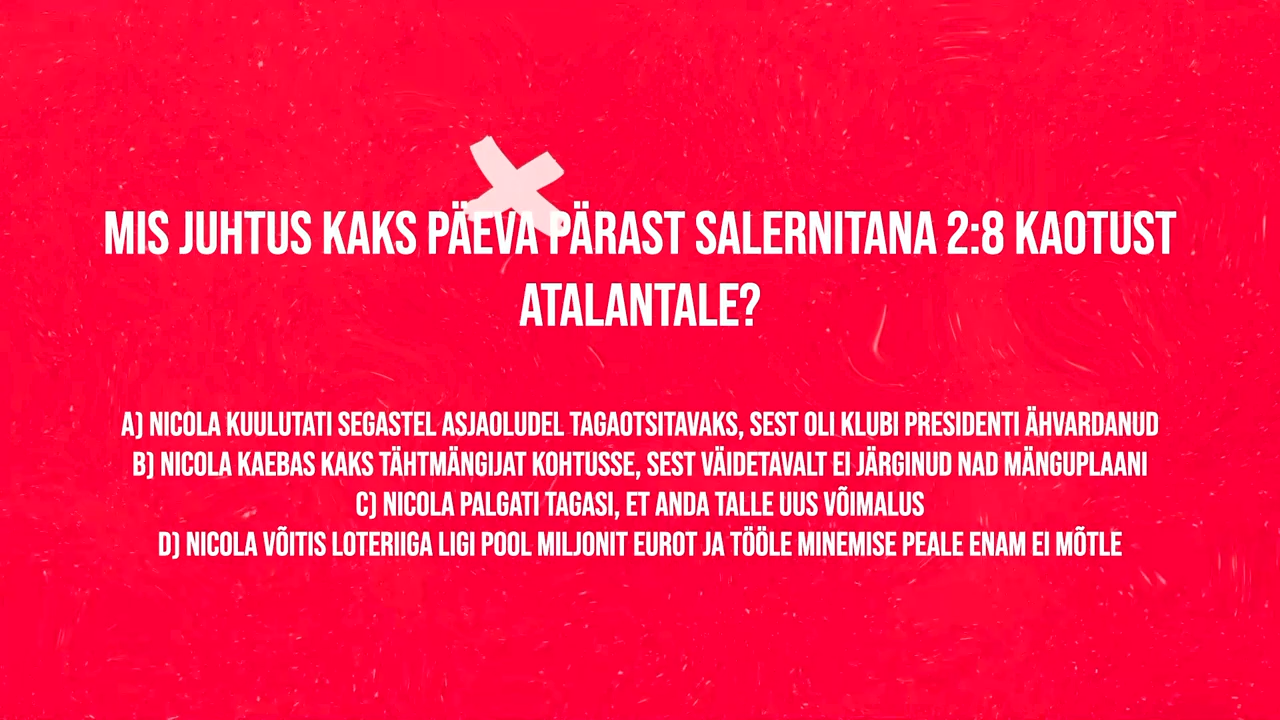 MIS JUHTUS KAKS PÄEVA PÄRAST SALERNITANA 2:8 KAOTUST
ATALANTALE?
A) NICOLA KUULUTATI SEGASTEL ASJAOLUDEL TAGAOTSITAVAKS, SEST OLI KLUBI PRESIDENTI ÄHVARDANUD
B) NICOLA KAEBAS KAKS TÄHTMÄNGIJAT KOHTUSSE, SEST VÄIDETAVALT EI JÄRGINUD NAD MÄNGUPLAANI
C) NICOLA PALGATI TAGASI, ET ANDA TALLE UUS VÕIMALUS
D) NICOLA VÕITIS LOTERIIGA LIGI POOL MILJONIT EUROT JA TÖÖLE MINEMISE PEALE ENAM EI MÕTLE